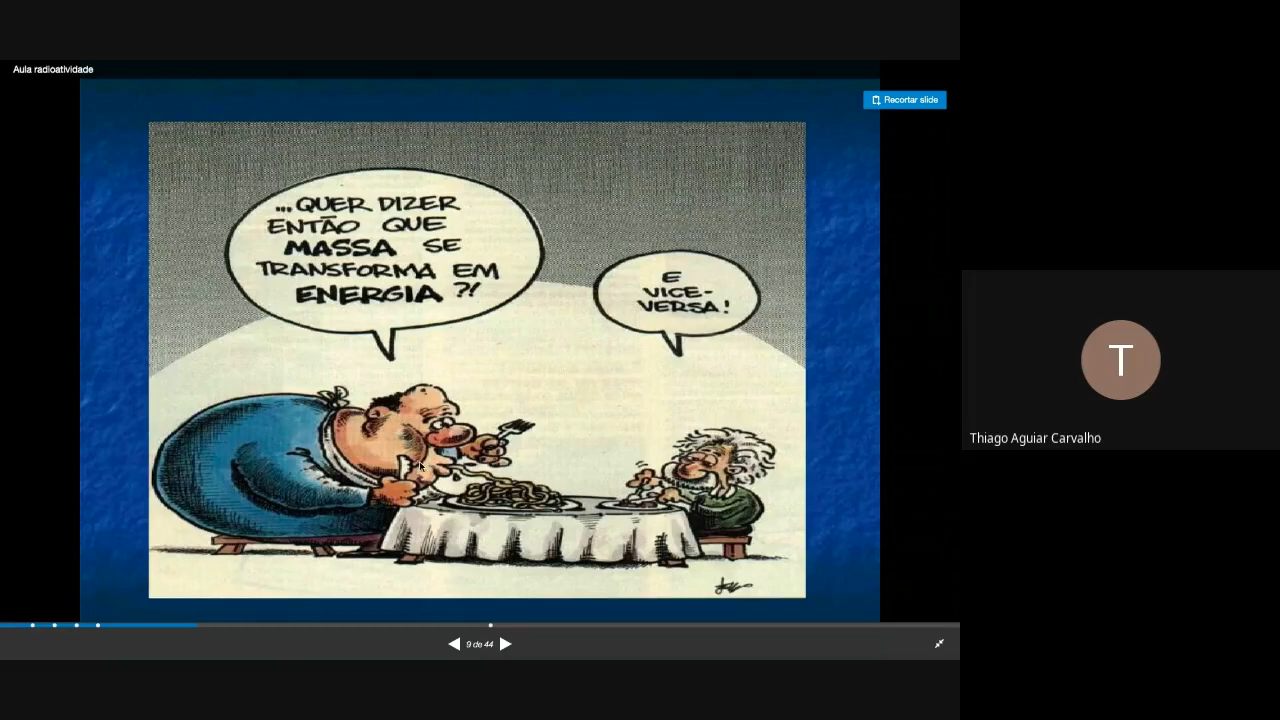 Aula radioatividade
Recortar slide
...QUER DIZER
ENTÃO QUE
MASSA SE
TRANSFORMA EM
ENERGIA ?!
E
VICE-
VERSA!
T
Thiago Aguiar Carvalho
9 de 44